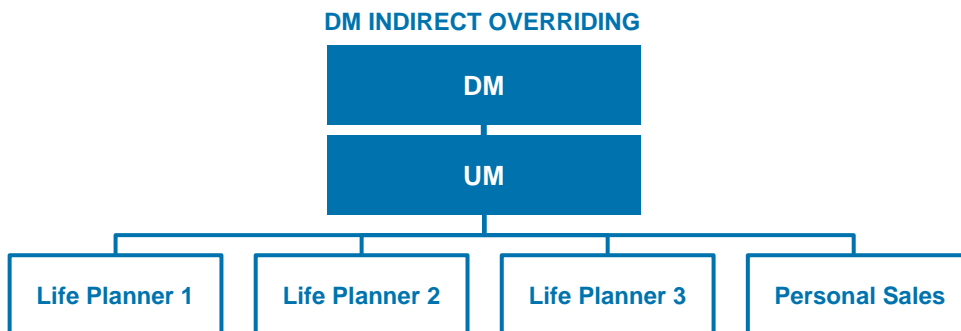 DM INDIRECT OVERRIDING
DM
UM
Life Planner 1
Life Planner 2
Life Planner 3
Personal Sales